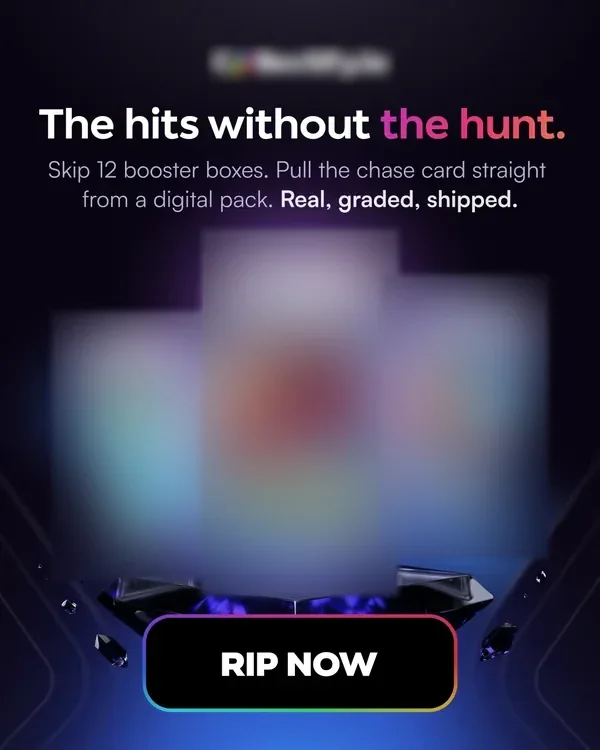 The hits without the hunt.
Skip 12 booster boxes. Pull the chase card straight
from a digital pack. Real, graded, shipped.
RIP NOW